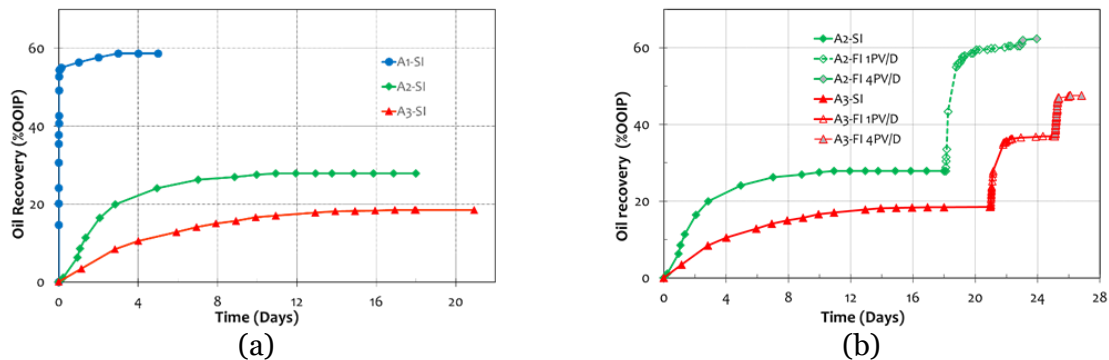 60
40
20
0
0
4
8
12
16
20
Oil Recovery (%OOIP)
Time (Days)
A1-SI
A2-SI
A3-SI
(a)
60
40
20
0
0
4
8
12
16
20
24
28
Oil recovery (%OOIP)
Time (Days)
A2-SI
A2-FI 1PV/D
A2-FI 4PV/D
A3-SI
A3-FI 1PV/D
A3-FI 4PV/D
(b)